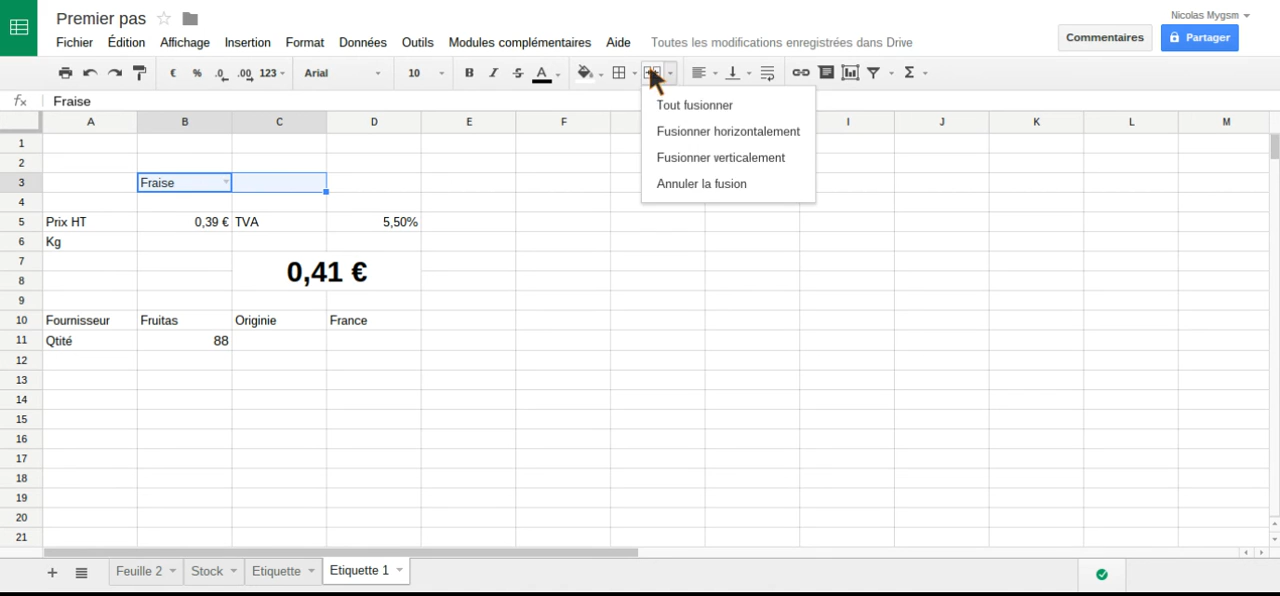 Premier pas
Nicolas Mygsm
Fichier Édition Affichage Insertion Format Données Outils Modules complémentaires Aide Toutes les modifications enregistrées dans Drive
Commentaires
Partager
€ % .0 .00 123 Arial 10 B I S A Σ
fx Fraise
A B C D E F I J K L M
Tout fusionner
Fusionner horizontalement
Fusionner verticalement
Annuler la fusion
1
2
3 Fraise
4
5 Prix HT 0,39 € TVA 5,50%
6 Kg
7
0,41 €
8
9
10 Fournisseur Fruitas Originie France
11 Qtité 88
12
13
14
15
16
17
18
19
20
21
+ Feuille 2 Stock Etiquette Etiquette 1